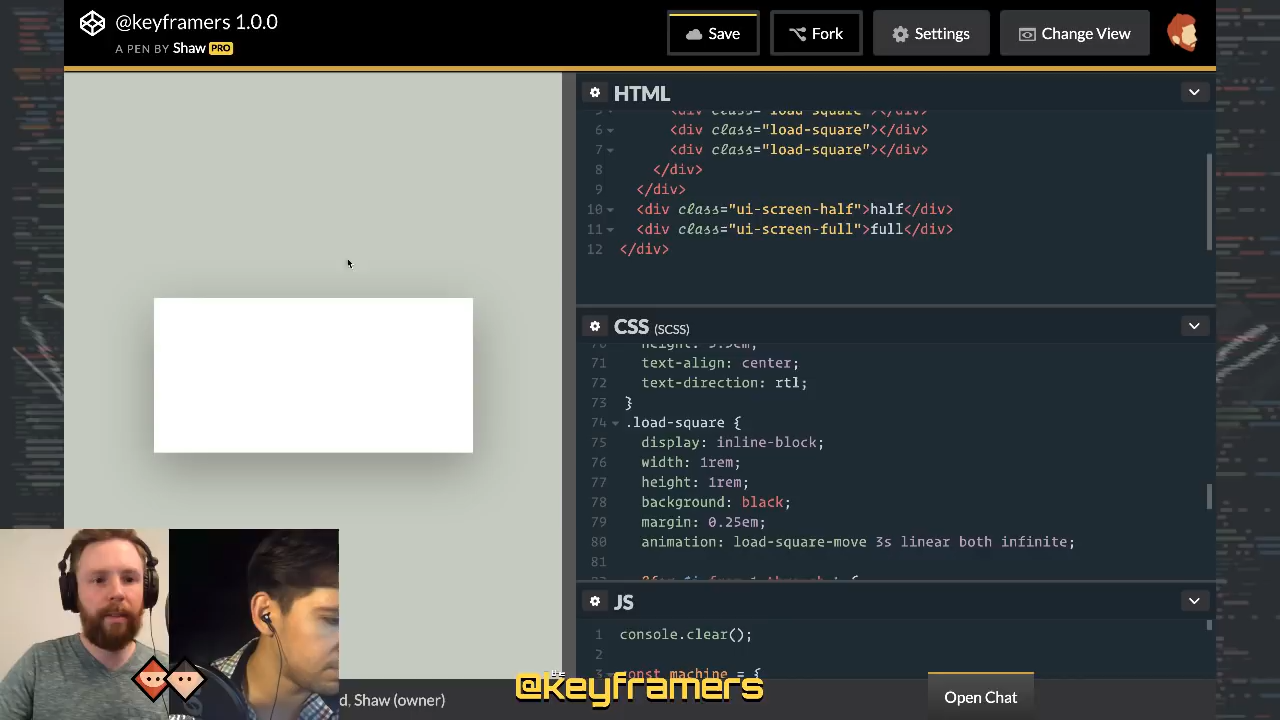 @keyframers 1.0.0
A PEN BY Shaw PRO
Save
Fork
Settings
Change View
HTML
6 <div class="load-square"></div>
7 <div class="load-square"></div>
8 </div>
9 </div>
10 <div class="ui-screen-half">half</div>
11 <div class="ui-screen-full">full</div>
12 </div>
CSS (SCSS)
71 text-align: center;
72 text-direction: rtl;
73 }
74 .load-square {
75 display: inline-block;
76 width: 1rem;
77 height: 1rem;
78 background: black;
79 margin: 0.25em;
80 animation: load-square-move 3s linear both infinite;
81
JS
1 console.clear();
2
const machine = {
d, Shaw (owner)
@keyframers
Open Chat